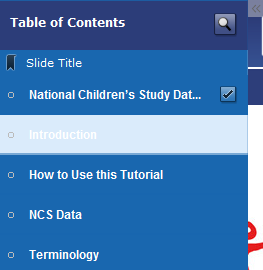 Table of Contents
Slide Title
National Children's Study Dat...
Introduction
How to Use this Tutorial
NCS Data
Terminology